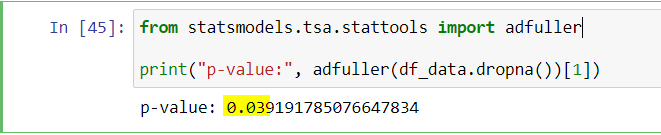 In [45]: from statsmodels.tsa.stattools import adfuller
print("p-value:", adfuller(df_data.dropna())[1])
p-value: 0.039191785076647834